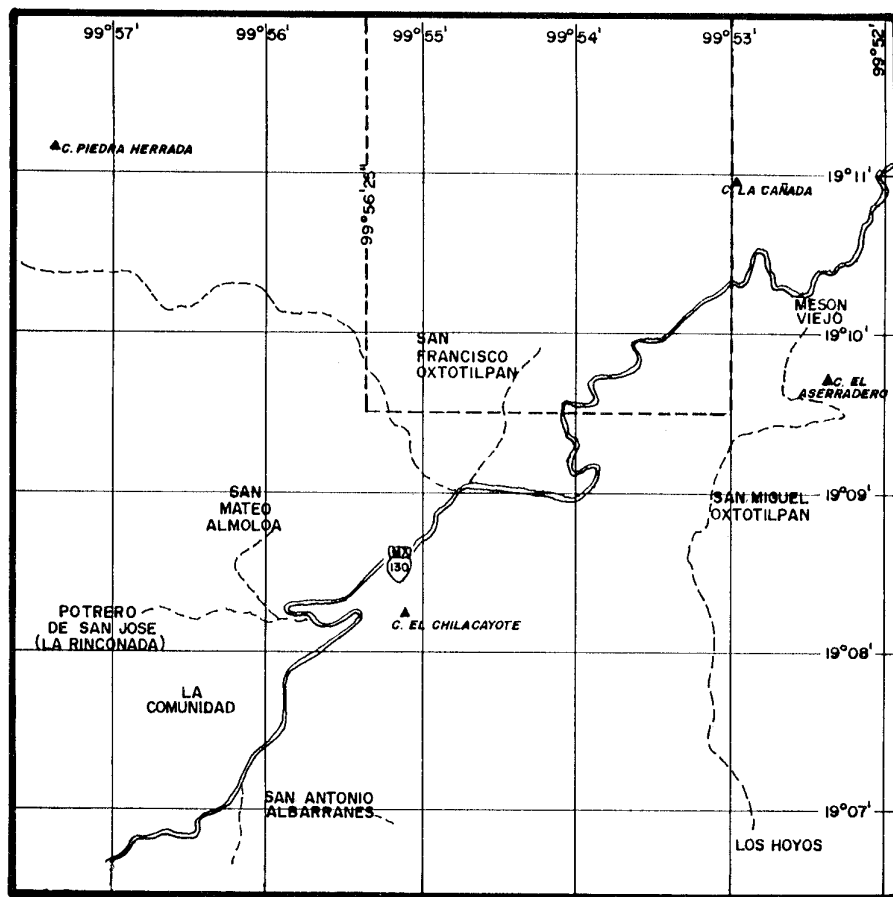 99°57'
99°56'
99°55'
99°54'
99°53'
99°52'
C. PIEDRA HERRADA
99°56'25"
19°11'
C. LA CAÑADA
MESON
VIEJO
19°10'
SAN
FRANCISCO
OXTOTILPAN
C. EL
ASERRADERO
SAN
MATEO
ALMOLOA
19°09'
SAN MIGUEL
OXTOTILPAN
MX
130
POTRERO
DE SAN JOSE
(LA RINCONADA)
C. EL CHILACAYOTE
19°08'
LA
COMUNIDAD
SAN ANTONIO
ALBARRANES
19°07'
LOS HOYOS